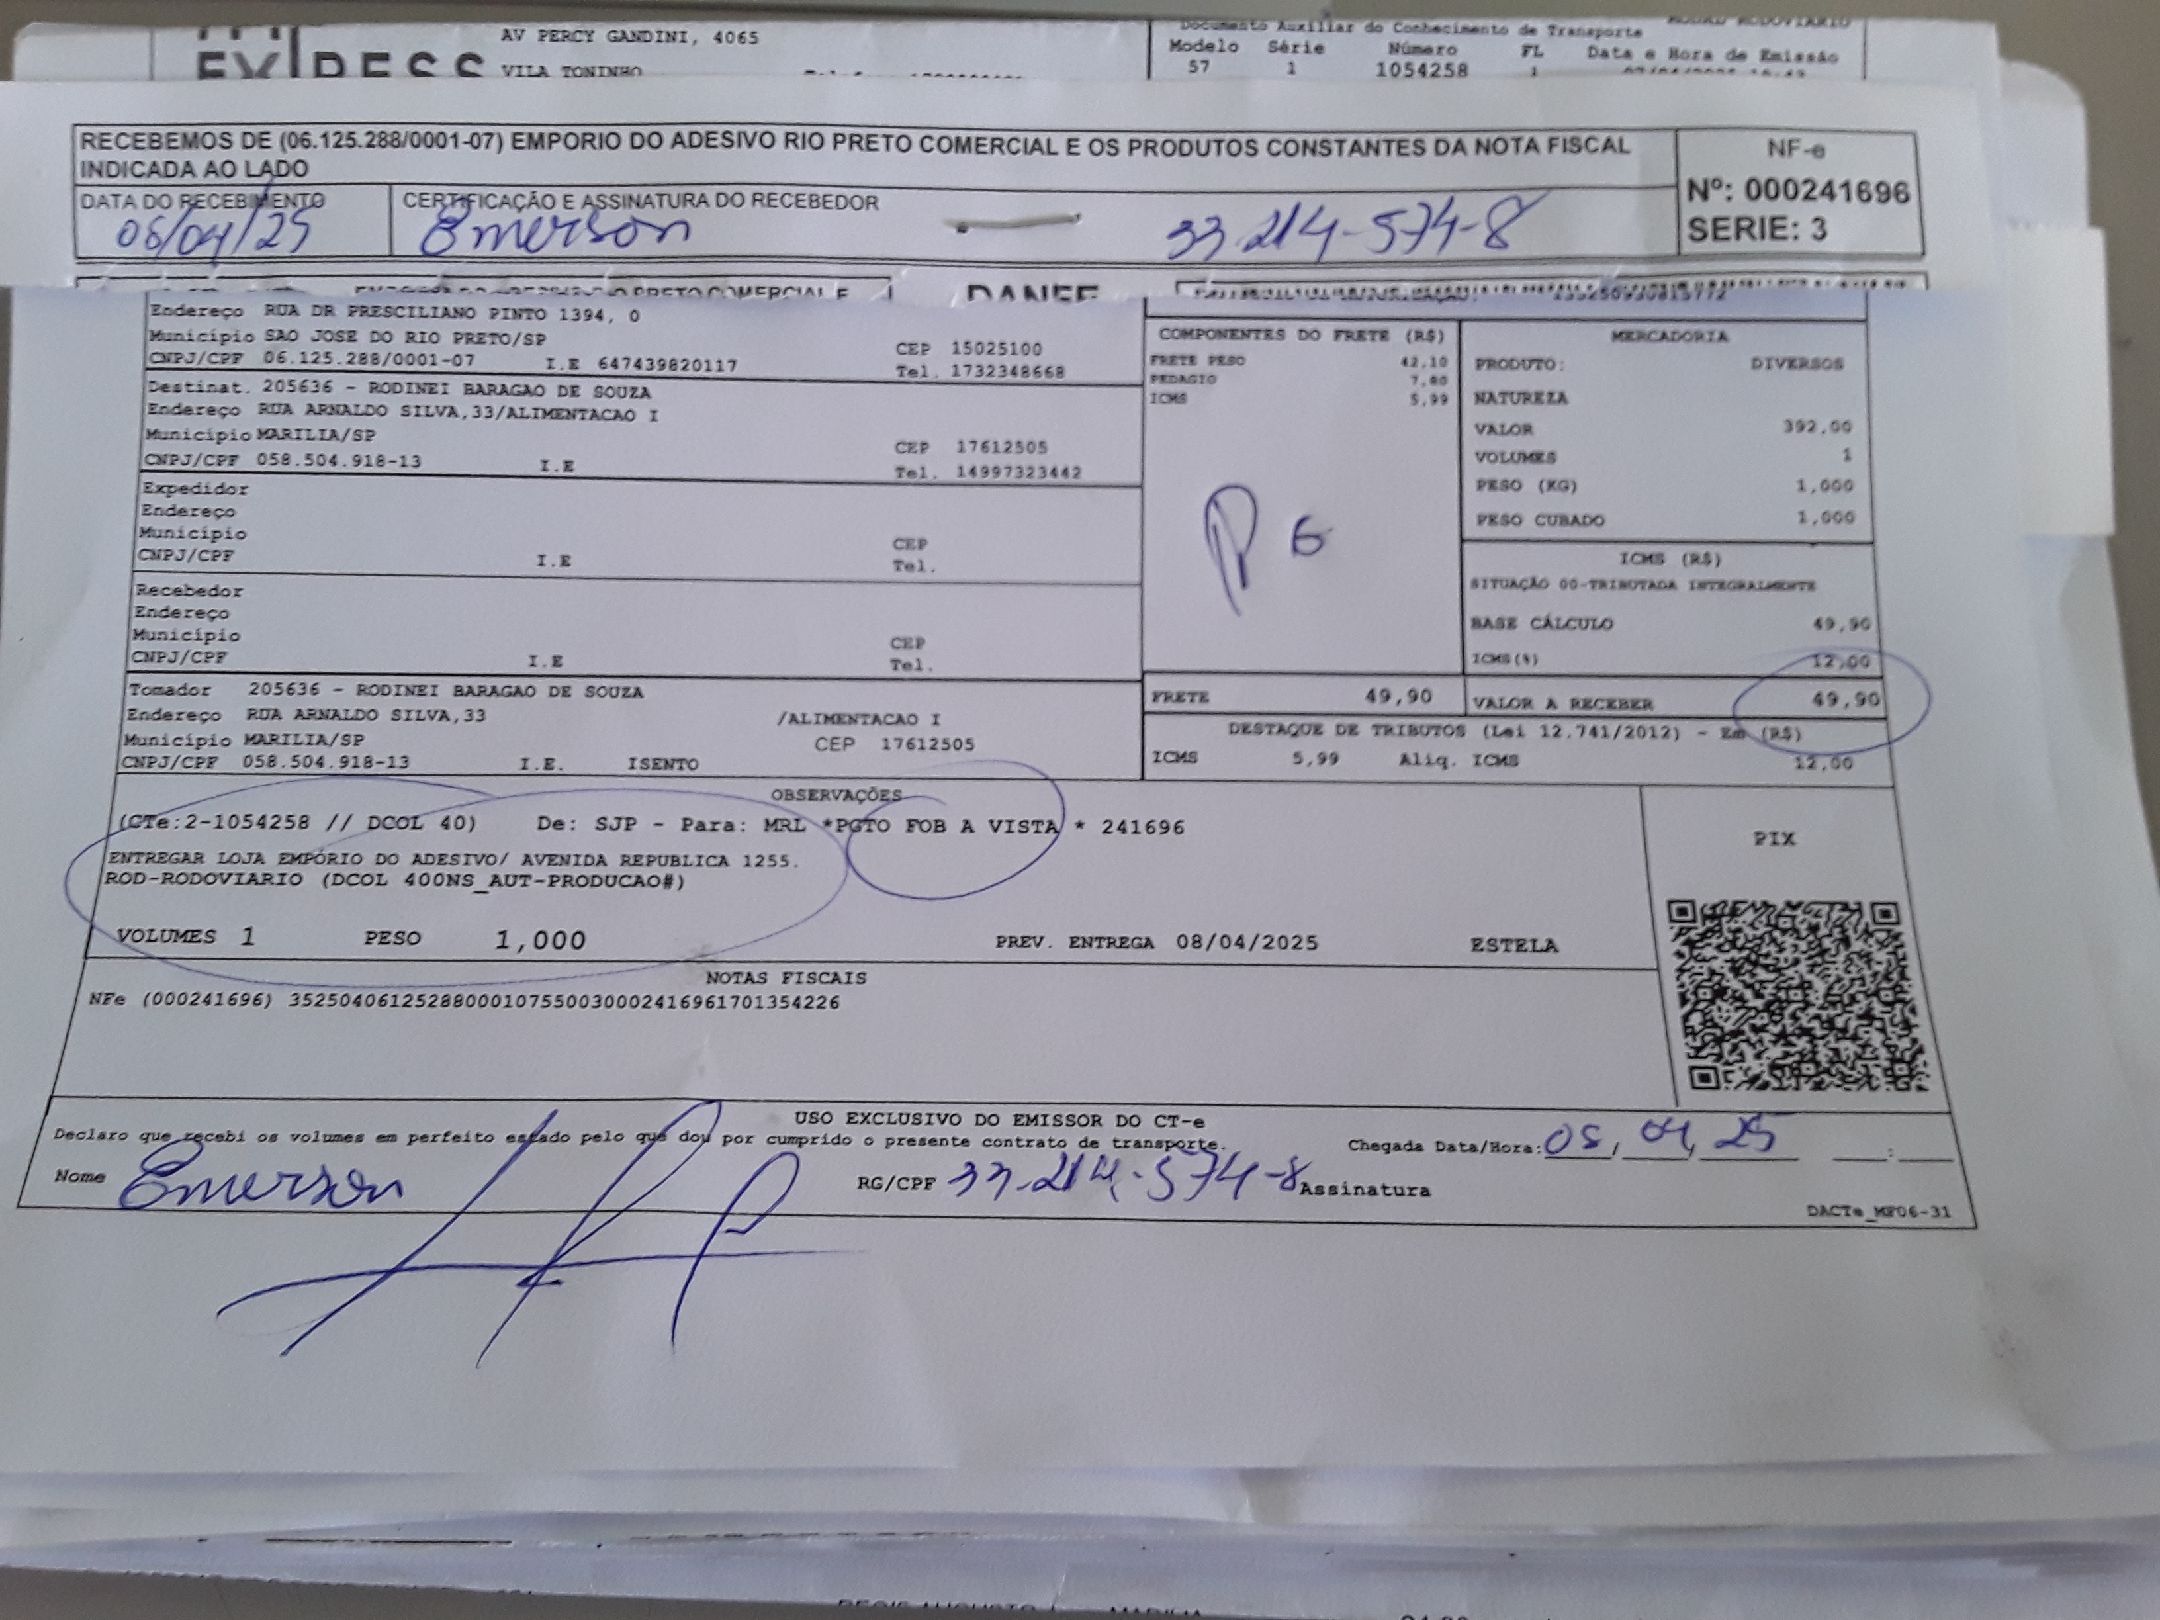 AV PERCY GANDINI, 4065
EXPRESS VILA TONINHO
Documento Auxiliar do Conhecimento de Transporte
MODAL RODOVIARIO
Modelo Série Número FL Data e Hora de Emissão
57 1 1054258 1
RECEBEMOS DE (06.125.288/0001-07) EMPORIO DO ADESIVO RIO PRETO COMERCIAL E OS PRODUTOS CONSTANTES DA NOTA FISCAL
INDICADA AO LADO
NF-e
Nº: 000241696
SERIE: 3
DATA DO RECEBIMENTO CERTIFICAÇÃO E ASSINATURA DO RECEBEDOR
Emerson 33-214-574-8
DANFE
Endereço RUA DR PRESCILIANO PINTO 1394, 0
Município SAO JOSE DO RIO PRETO/SP CEP 15025100
CNPJ/CPF 06.125.288/0001-07 I.E 647439820117 Tel. 1732348668
Destinat. 205636 - RODINEI BARAGAO DE SOUZA
Endereço RUA ARNALDO SILVA,33/ALIMENTACAO I
Município MARILIA/SP CEP 17612505
CNPJ/CPF 058.504.918-13 I.E Tel. 14997323442
Expedidor
Endereço
Município CEP
CNPJ/CPF I.E Tel.
Recebedor
Endereço
Município CEP
CNPJ/CPF I.E Tel.
Tomador 205636 - RODINEI BARAGAO DE SOUZA
Endereço RUA ARNALDO SILVA,33 /ALIMENTACAO I
Município MARILIA/SP CEP 17612505
CNPJ/CPF 058.504.918-13 I.E. ISENTO
COMPONENTES DO FRETE (R$)
FRETE PESO 42,10
PEDAGIO 7,80
ICMS 5,99
FRETE 49,90
MERCADORIA
PRODUTO: DIVERSOS
NATUREZA
VALOR 392,00
VOLUMES 1
PESO (KG) 1,000
PESO CUBADO 1,000
ICMS (R$)
SITUAÇÃO 00-TRIBUTADA INTEGRALMENTE
BASE CÁLCULO 49,90
ICMS(%) 12,00
VALOR A RECEBER 49,90
DESTAQUE DE TRIBUTOS (Lei 12.741/2012) - Em (R$)
ICMS 5,99 Aliq. ICMS 12,00
OBSERVAÇÕES
(CTe:2-1054258 // DCOL 40) De: SJP - Para: MRL *PGTO FOB A VISTA * 241696
ENTREGAR LOJA EMPÓRIO DO ADESIVO/ AVENIDA REPUBLICA 1255.
ROD-RODOVIARIO (DCOL 400NS_AUT-PRODUCAO#)
VOLUMES 1 PESO 1,000 PREV. ENTREGA 08/04/2025 ESTELA
PIX
NOTAS FISCAIS
NFe (000241696) 35250406125288000107550030002416961701354226
USO EXCLUSIVO DO EMISSOR DO CT-e
Declaro que recebi os volumes em perfeito estado pelo que dou por cumprido o presente contrato de transporte. Chegada Data/Hora:
Nome Emerson RG/CPF 33-214-574-8 Assinatura
DACTe_MF06-31